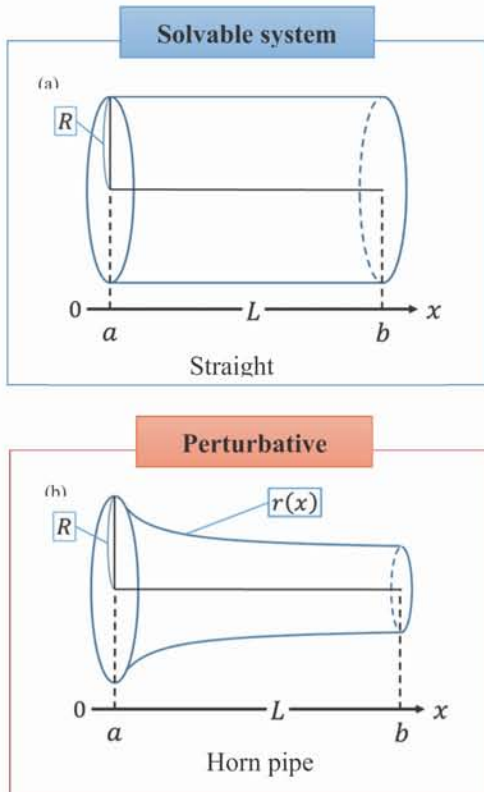 Solvable system
(a)
R
0 a L b x
Straight
Perturbative
(b)
R
r(x)
0 a L b x
Horn pipe